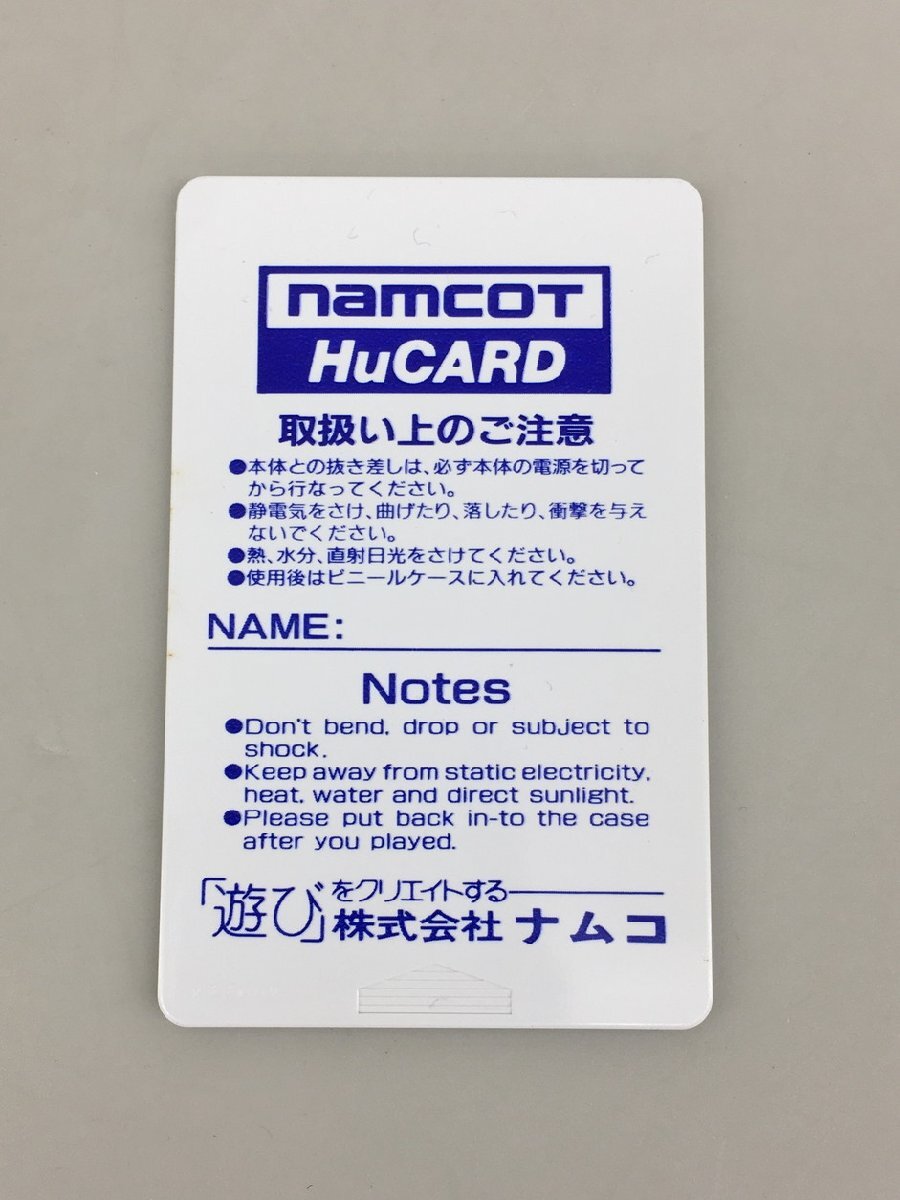 namcot
HuCARD
取扱い上のご注意
●本体との抜き差しは、必ず本体の電源を切って
から行なってください。
●静電気をさけ、曲げたり、落したり、衝撃を与え
ないでください。
●熱、水分、直射日光をさけてください。
●使用後はビニールケースに入れてください。
NAME:
Notes
●Don't bend, drop or subject to
shock.
●Keep away from static electricity,
heat, water and direct sunlight.
●Please put back in-to the case
after you played.
「遊び」をクリエイトする
株式会社 ナムコ